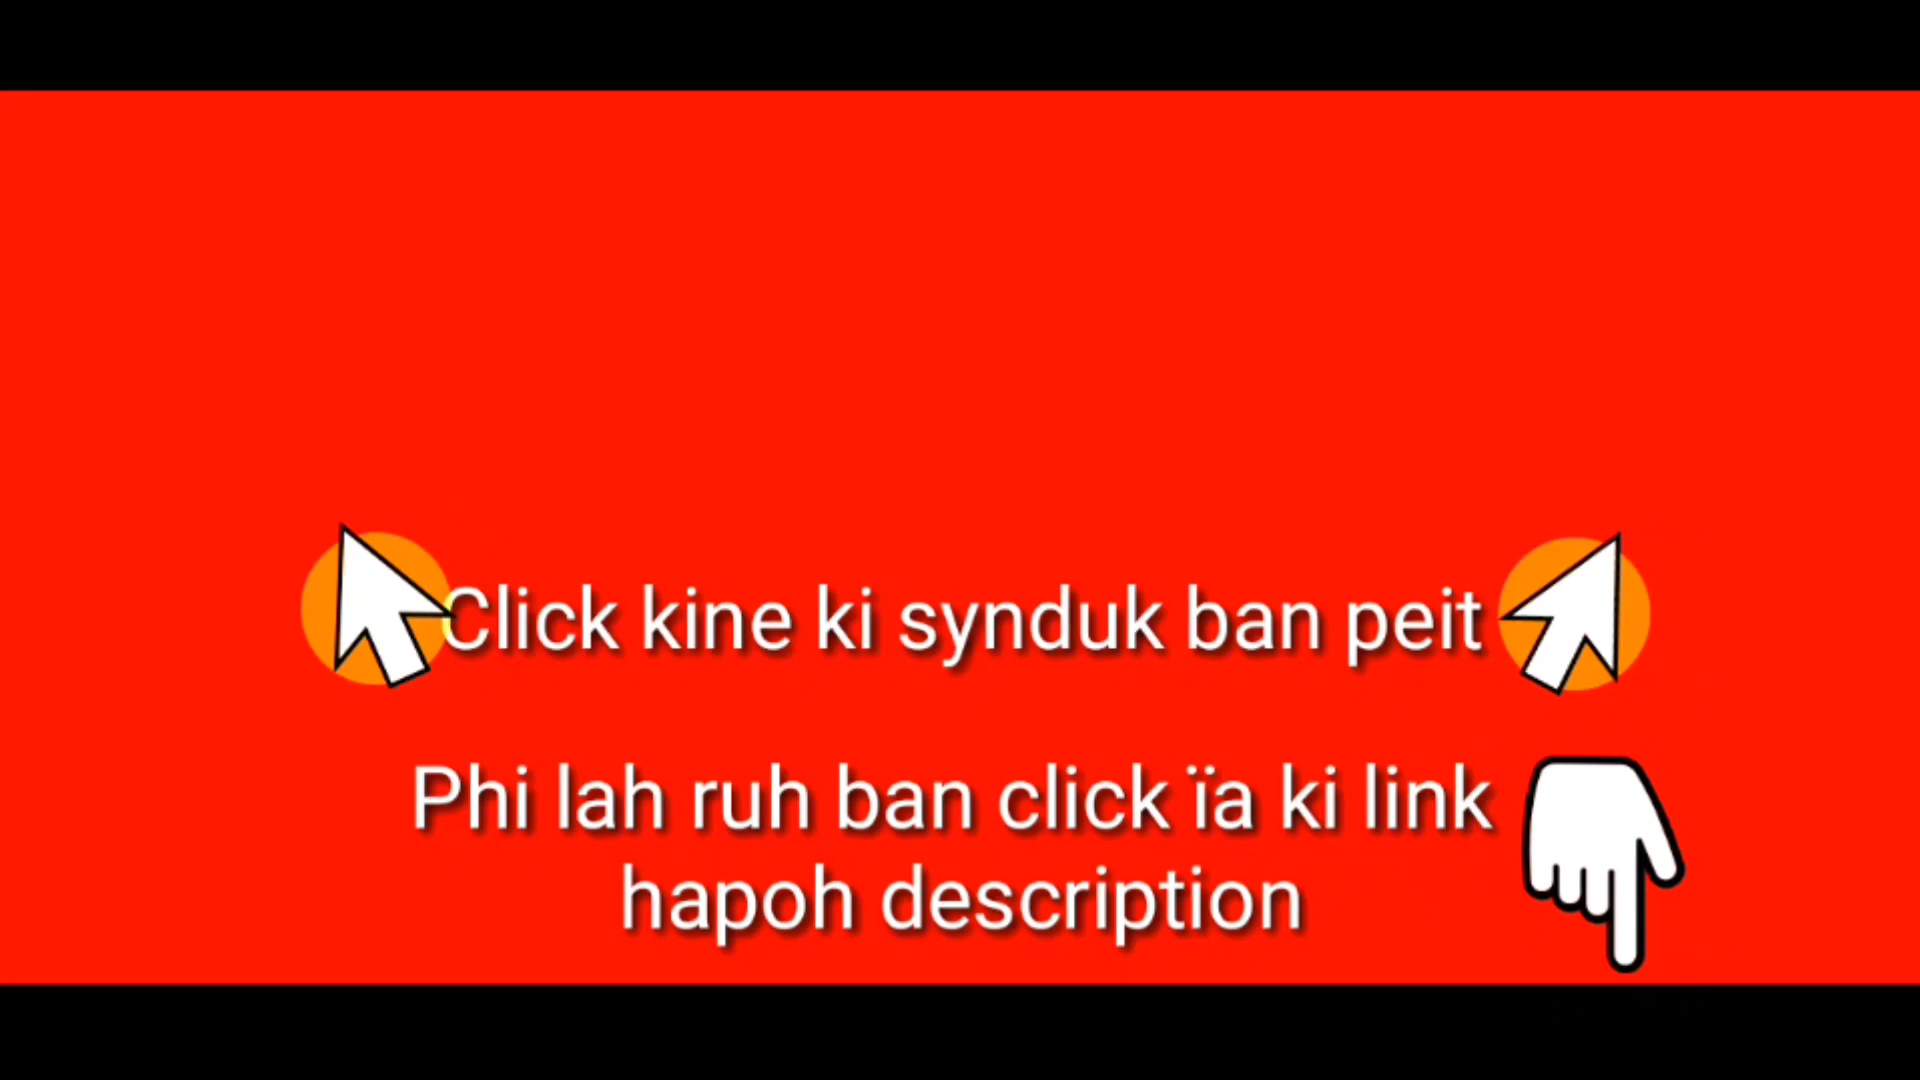 Click kine ki synduk ban peit
Phi lah ruh ban click ïa ki link
hapoh description